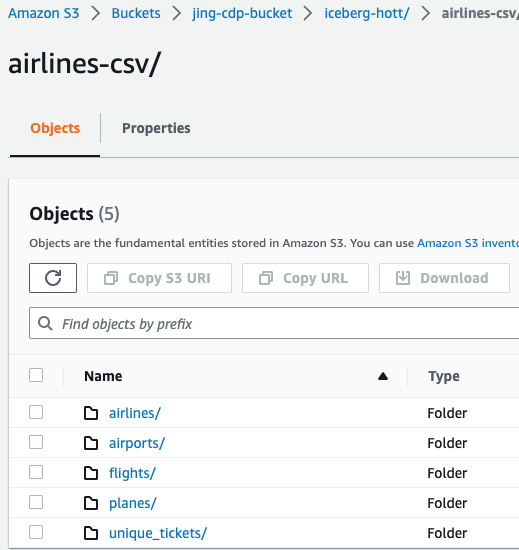 Amazon S3 > Buckets > jing-cdp-bucket > iceberg-hott/ > airlines-csv/
airlines-csv/
Objects Properties
Objects (5)
Objects are the fundamental entities stored in Amazon S3. You can use Amazon S3 invento
Copy S3 URI Copy URL Download
Find objects by prefix
Name Type
airlines/ Folder
airports/ Folder
flights/ Folder
planes/ Folder
unique_tickets/ Folder